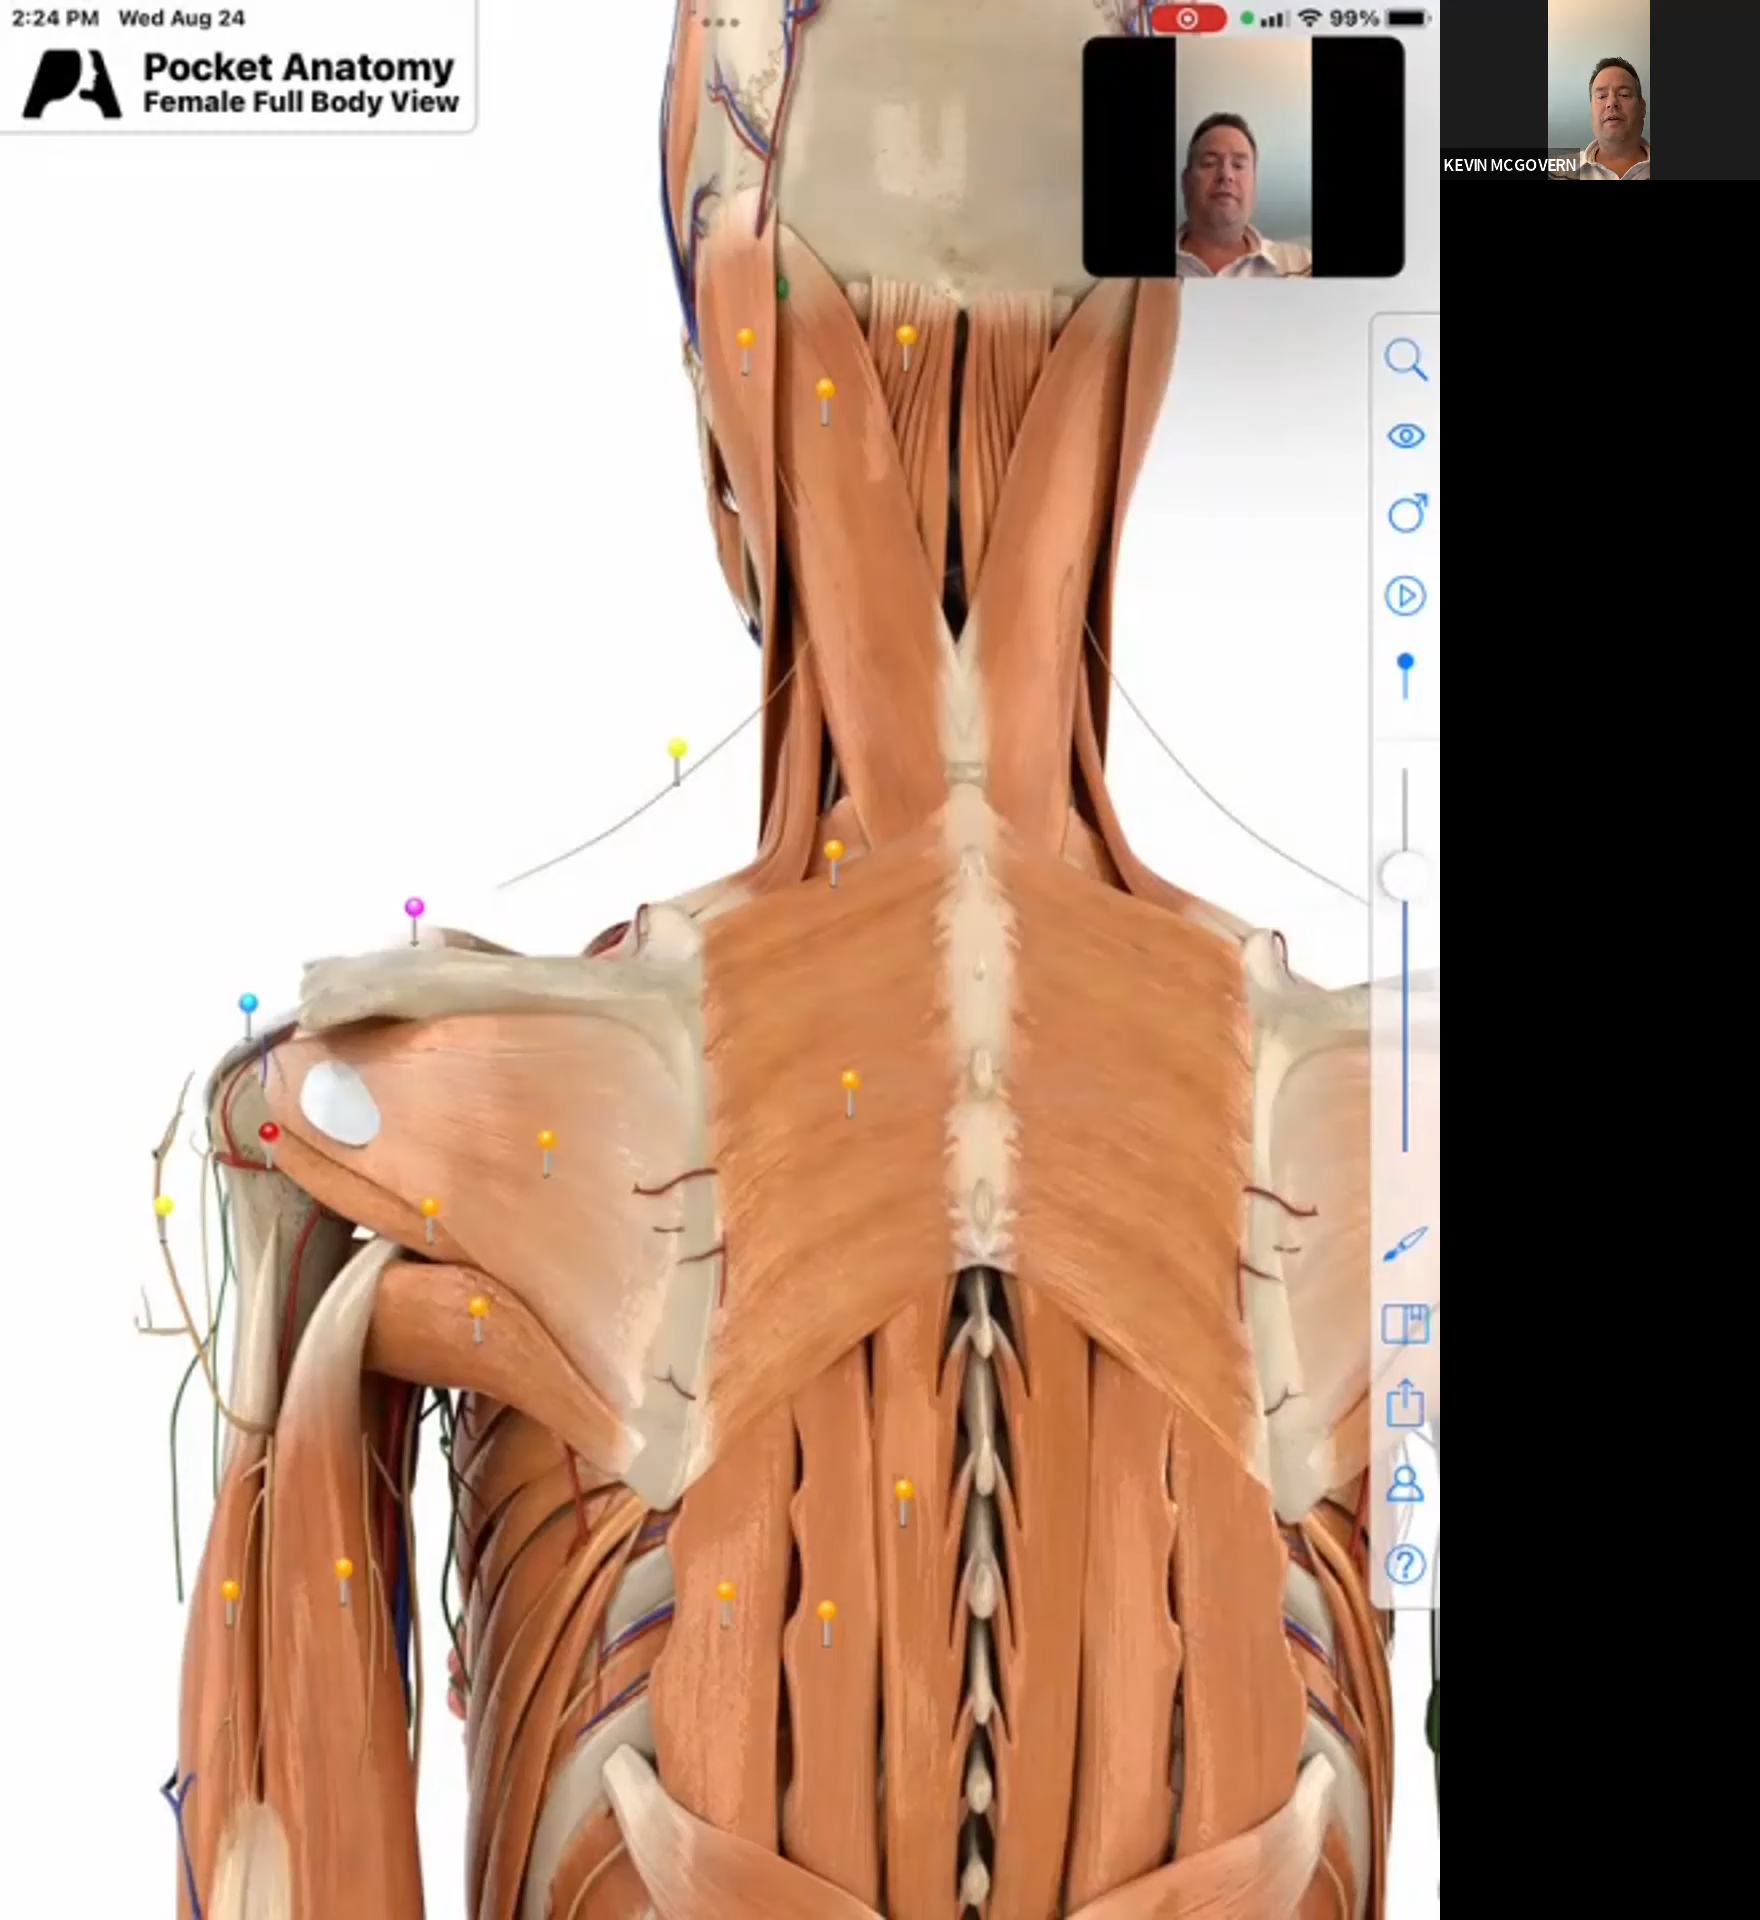 2:24 PM Wed Aug 24
99%
Pocket Anatomy
Female Full Body View
KEVIN MCGOVERN